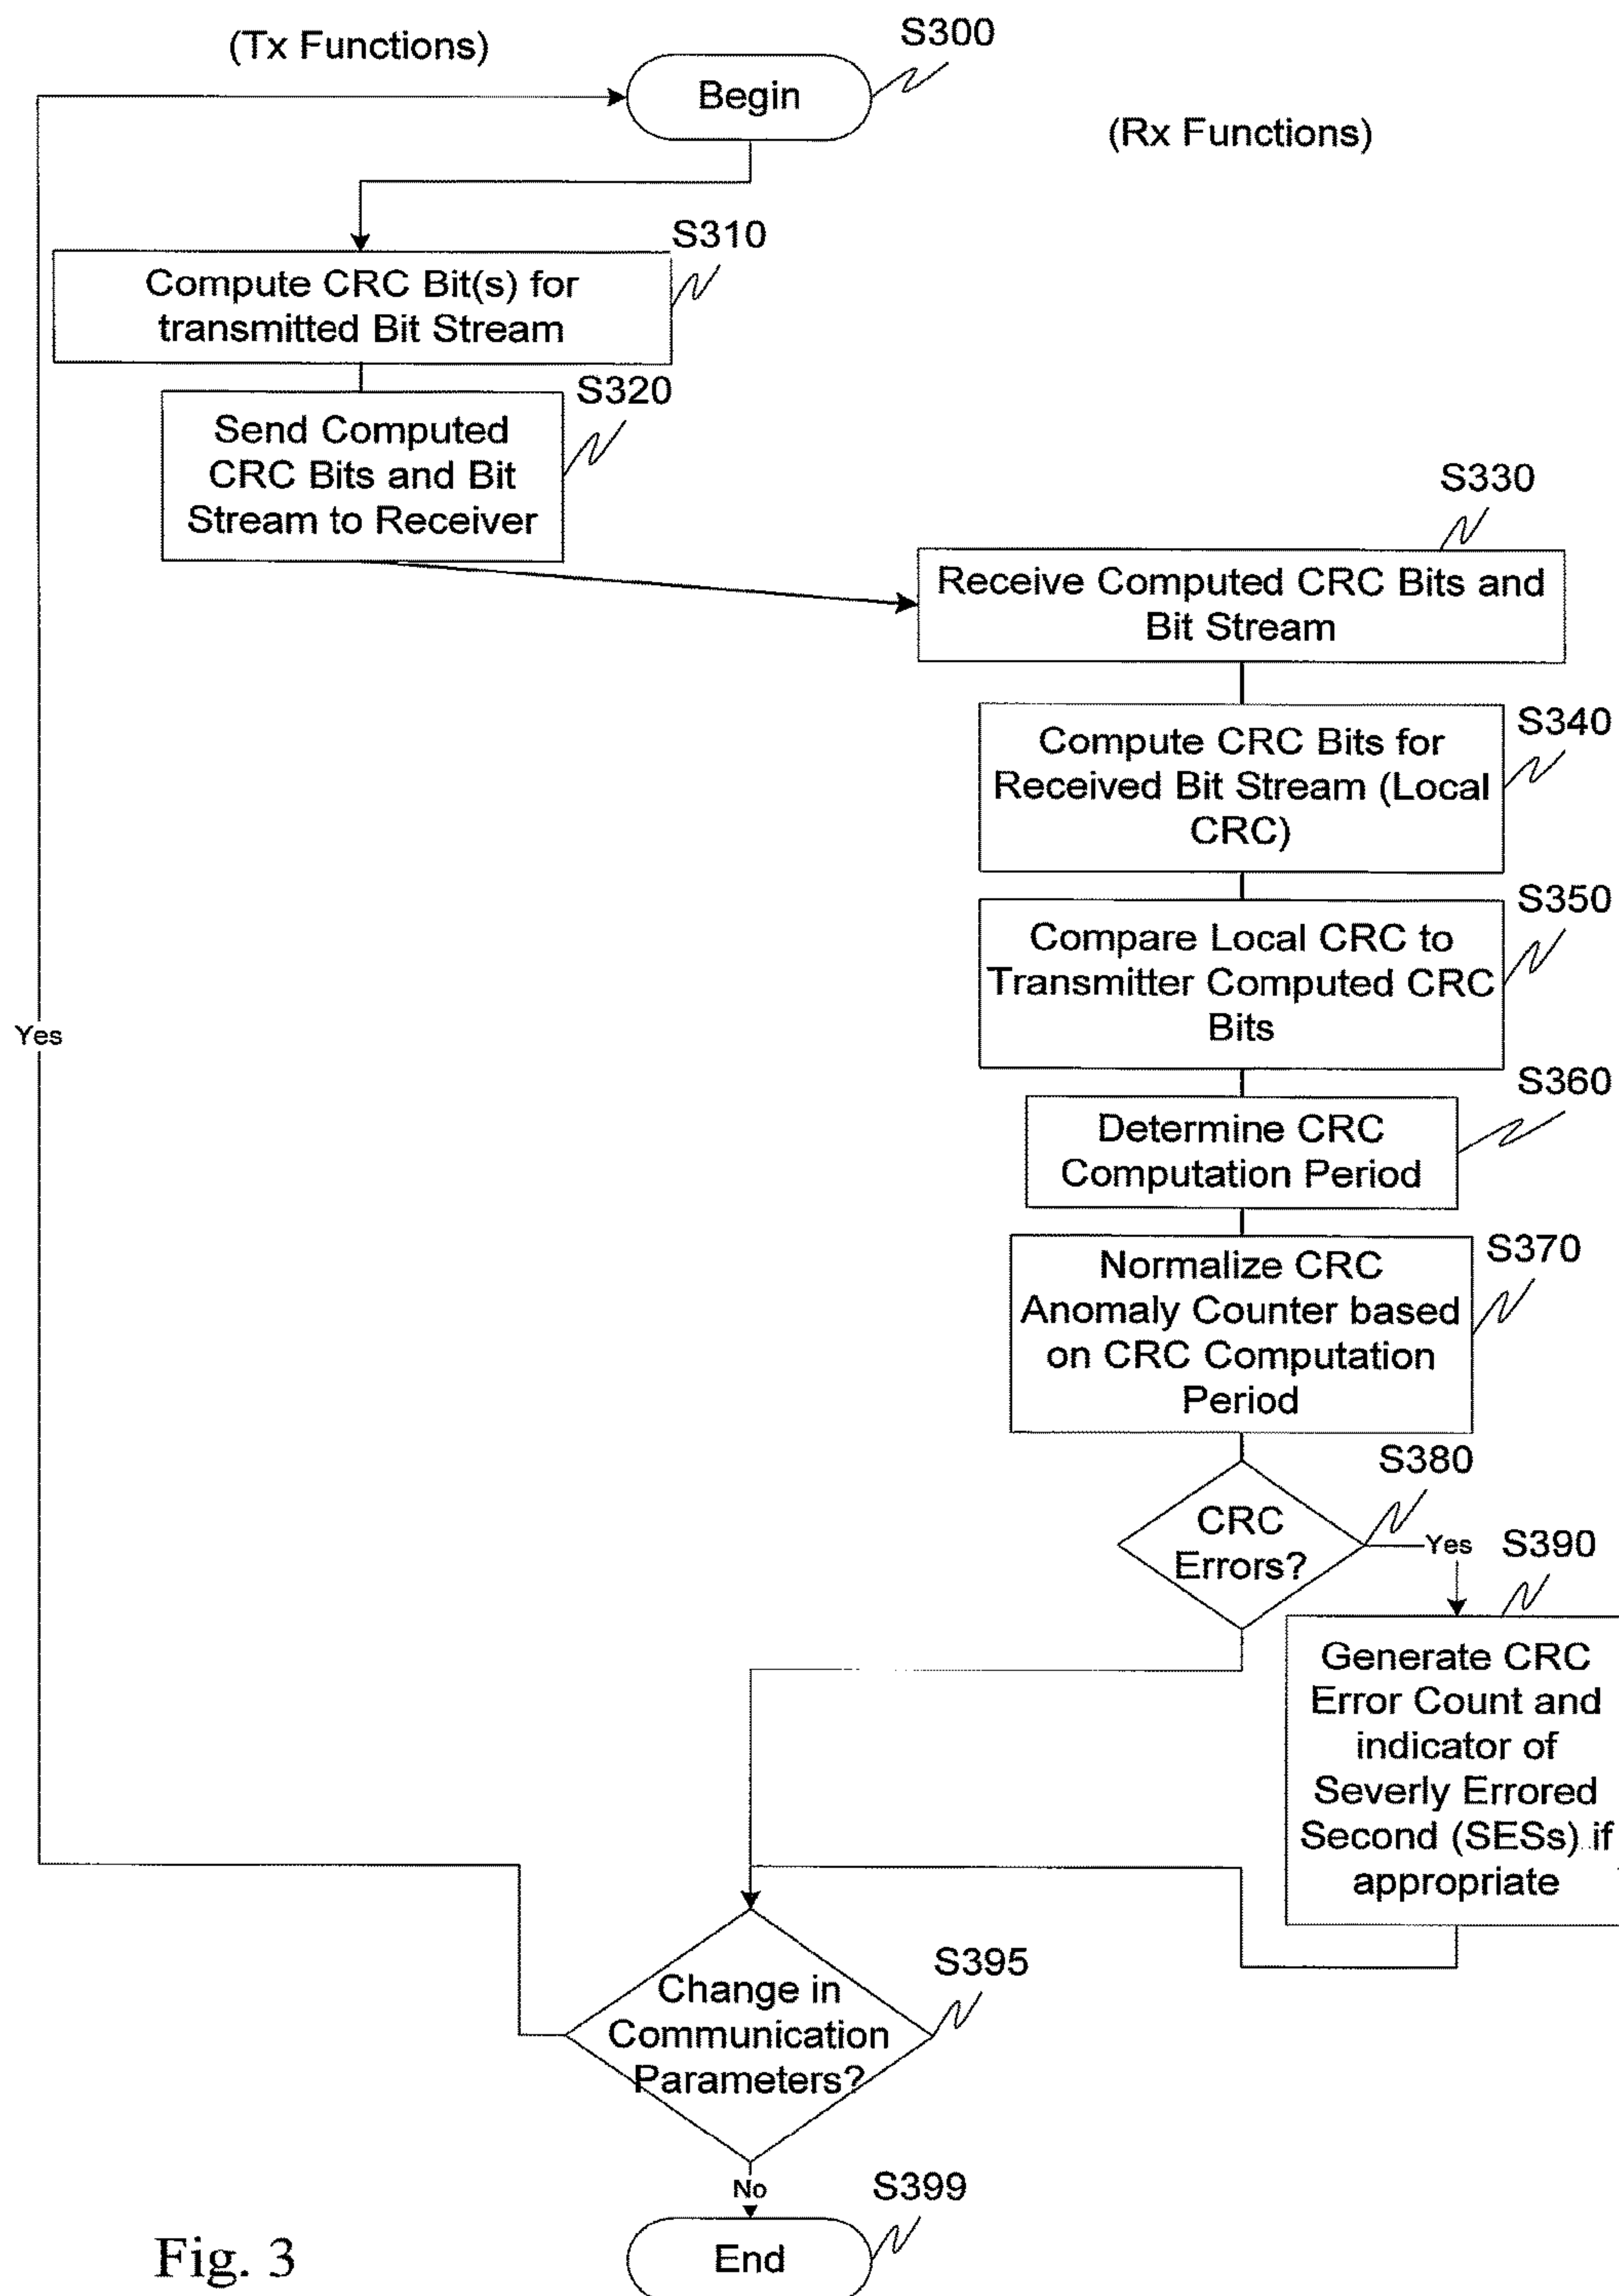 (Tx Functions)
S300
Begin
(Rx Functions)
S310
Compute CRC Bit(s) for
transmitted Bit Stream
S320
Send Computed
CRC Bits and Bit
Stream to Receiver
S330
Receive Computed CRC Bits and
Bit Stream
S340
Compute CRC Bits for
Received Bit Stream (Local
CRC)
S350
Compare Local CRC to
Transmitter Computed CRC
Bits
Yes
S360
Determine CRC
Computation Period
S370
Normalize CRC
Anomaly Counter based
on CRC Computation
Period
S380
CRC
Errors?
Yes
S390
Generate CRC
Error Count and
indicator of
Severly Errored
Second (SESs) if
appropriate
S395
Change in
Communication
Parameters?
No
S399
End
Fig. 3